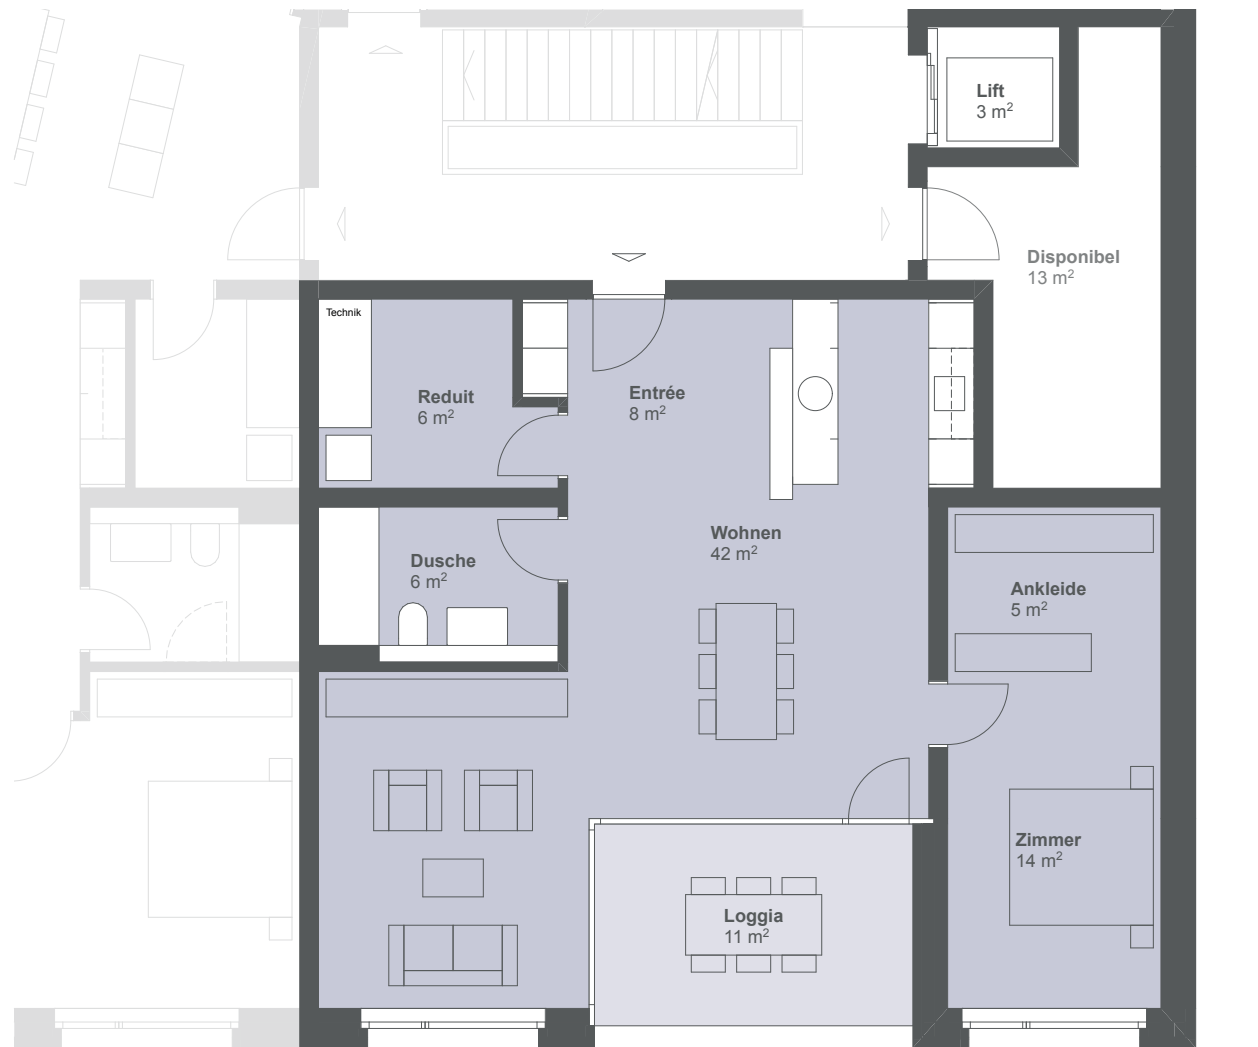 Lift
3 m²
Disponibel
13 m²
Technik
Reduit
6 m²
Entrée
8 m²
Wohnen
42 m²
Dusche
6 m²
Ankleide
5 m²
Zimmer
14 m²
Loggia
11 m²